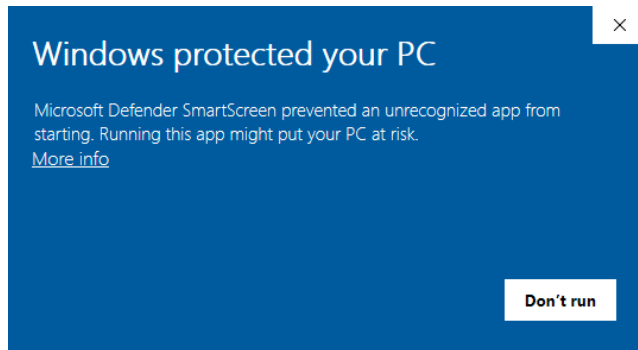 Windows protected your PC
Microsoft Defender SmartScreen prevented an unrecognized app from
starting. Running this app might put your PC at risk.
More info
Don’t run